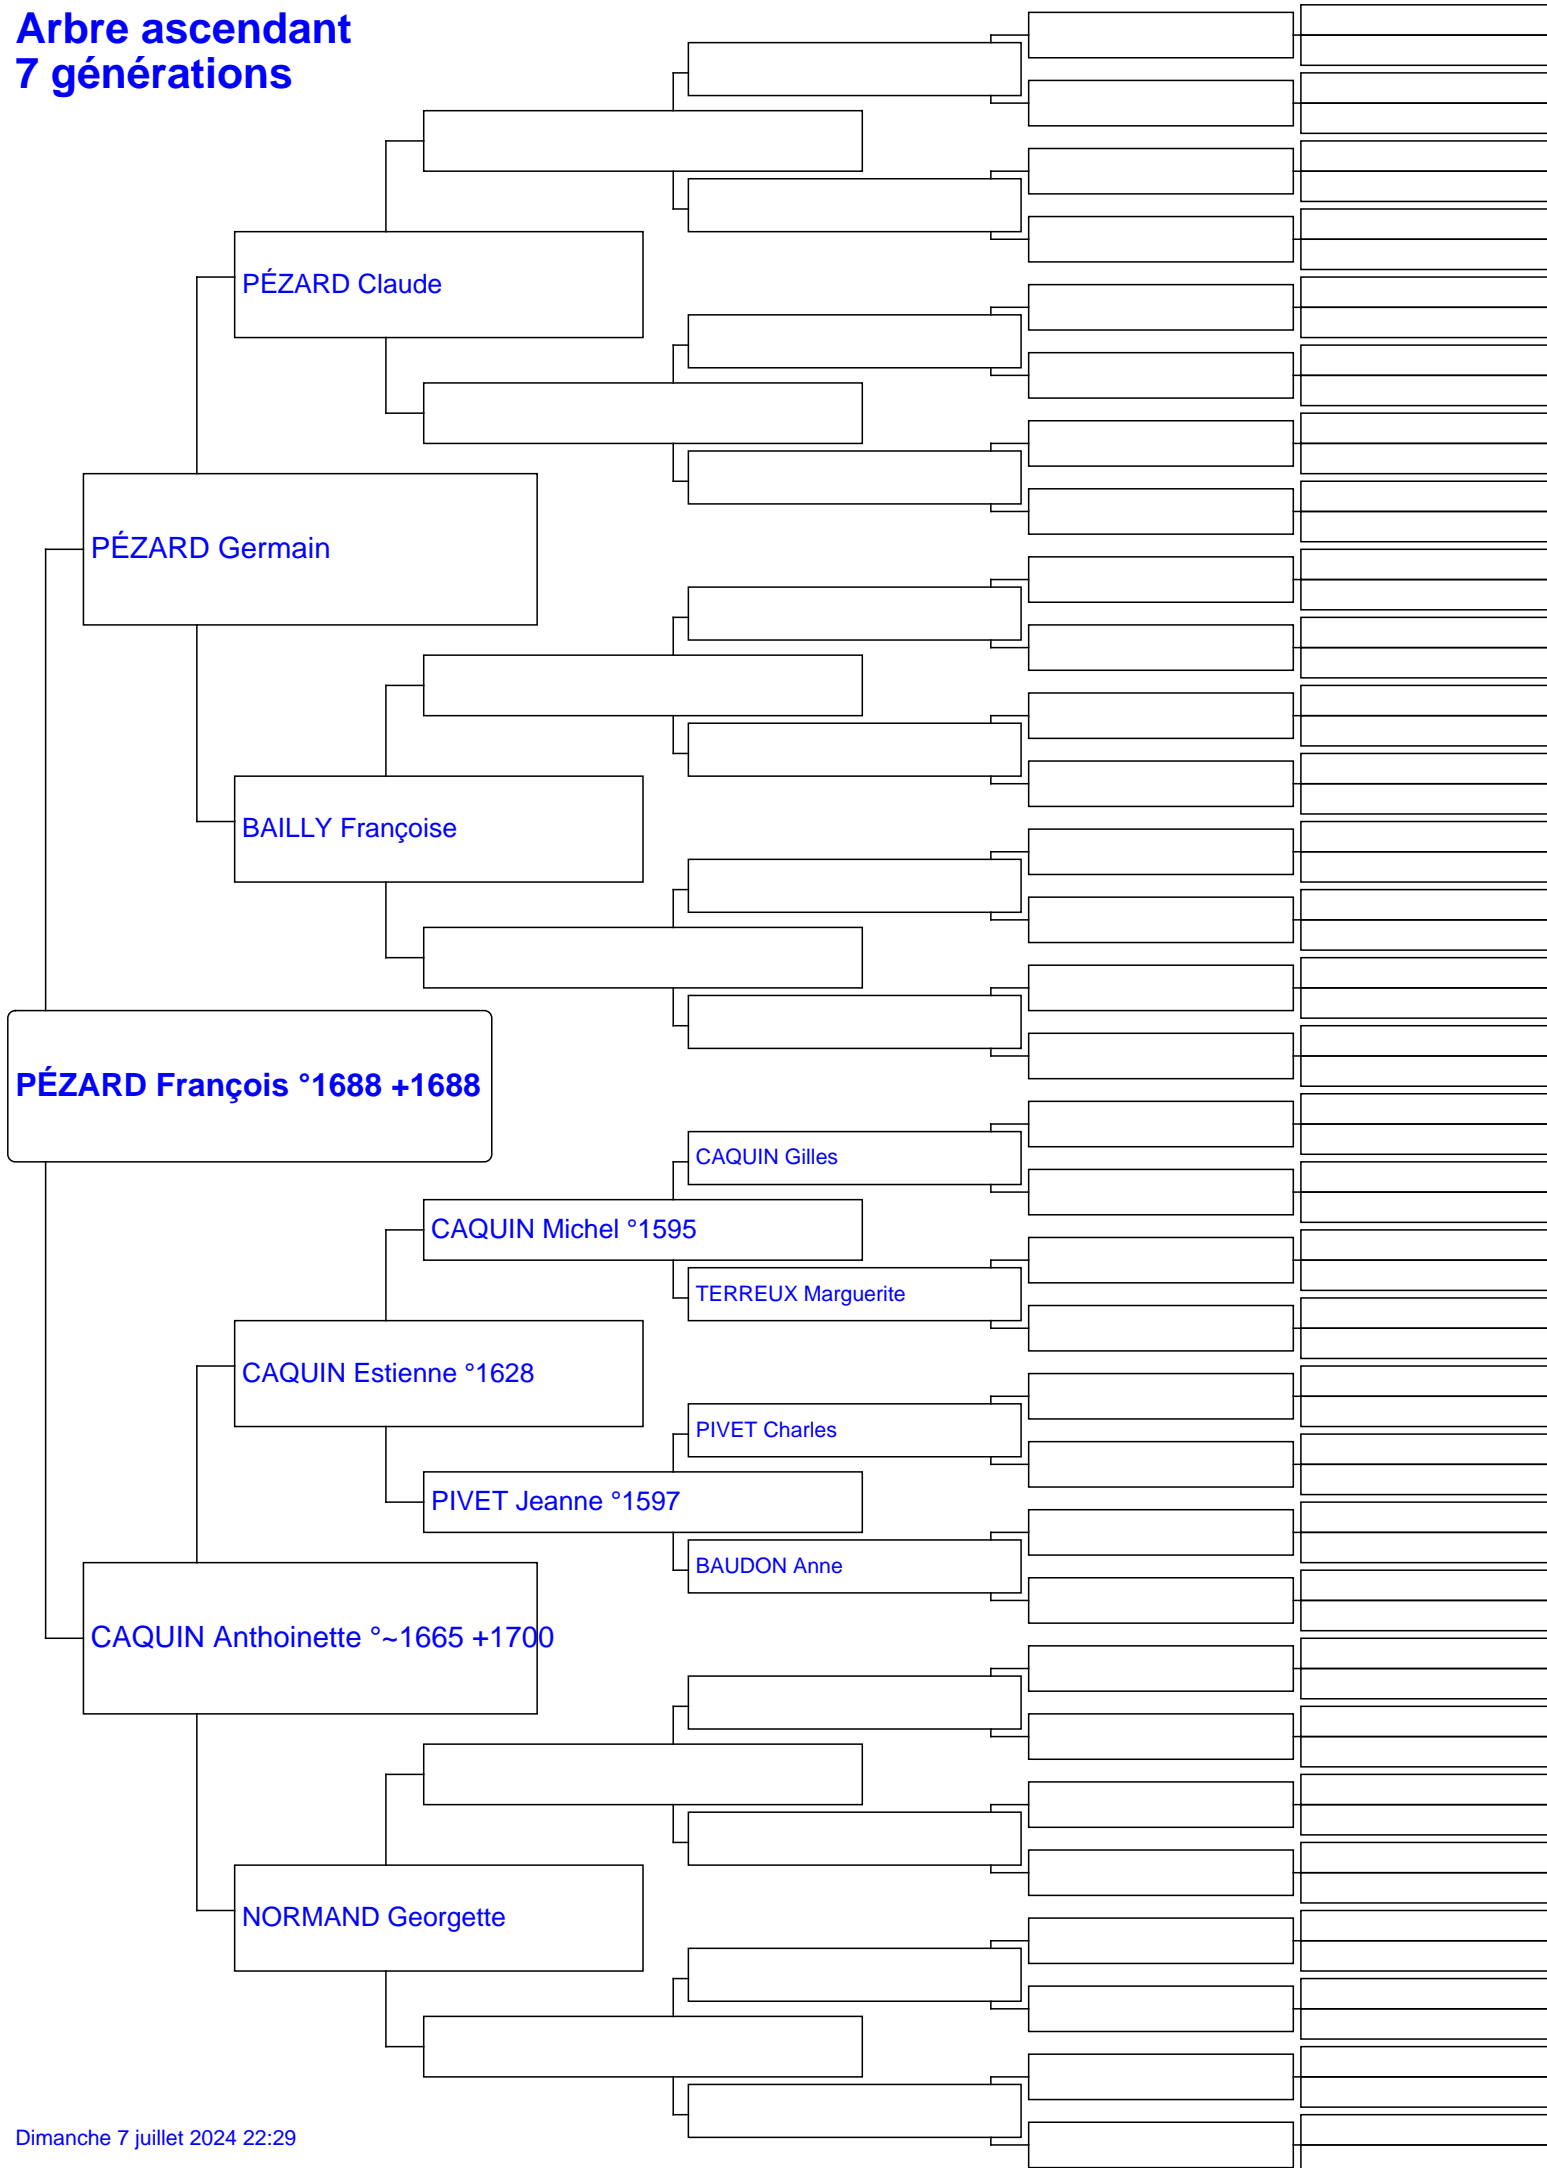 Arbre ascendant
7 générations
PÉZARD Claude
PÉZARD Germain
BAILLY Françoise
PÉZARD François °1688 +1688
CAQUIN Gilles
CAQUIN Michel °1595
TERREUX Marguerite
CAQUIN Estienne °1628
PIVET Charles
PIVET Jeanne °1597
BAUDON Anne
CAQUIN Anthoinette °~1665 +1700
NORMAND Georgette
Dimanche 7 juillet 2024 22:29